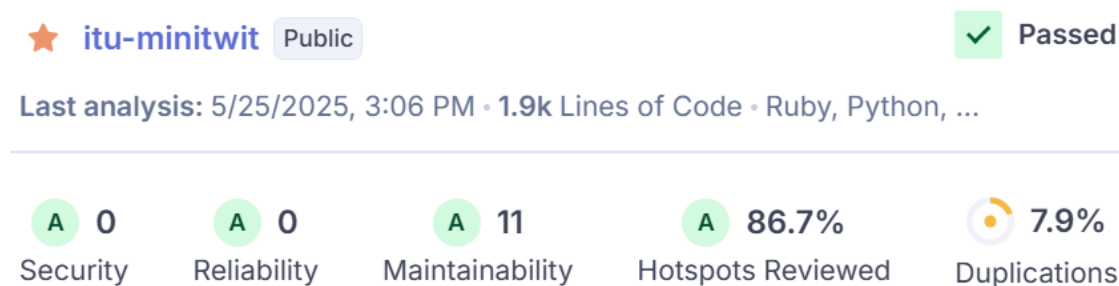 itu-minitwit Public Passed
Last analysis: 5/25/2025, 3:06 PM • 1.9k Lines of Code • Ruby, Python, ...
A 0 A 0 A 11 A 86.7% 7.9%
Security Reliability Maintainability Hotspots Reviewed Duplications